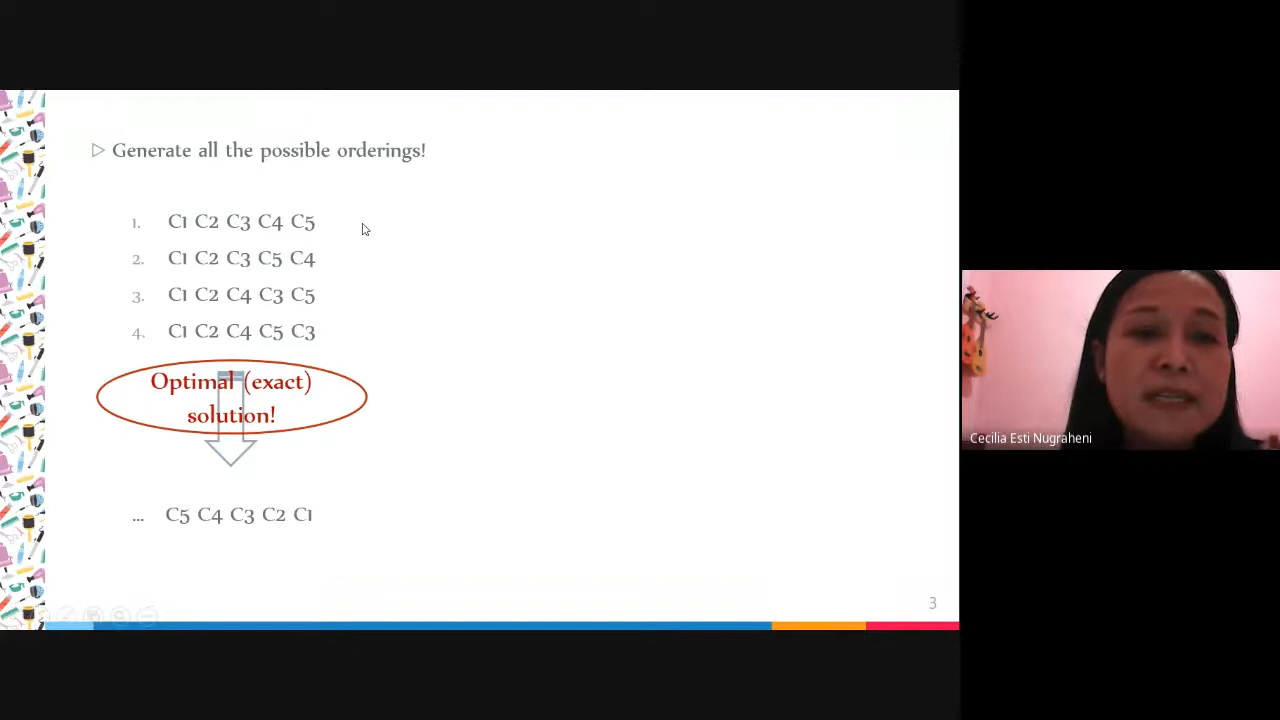 Generate all the possible orderings!
1. C1 C2 C3 C4 C5
2. C1 C2 C3 C5 C4
3. C1 C2 C4 C3 C5
4. C1 C2 C4 C5 C3
Optimal (exact)
solution!
... C5 C4 C3 C2 C1
3
Cecilia Esti Nugraheni